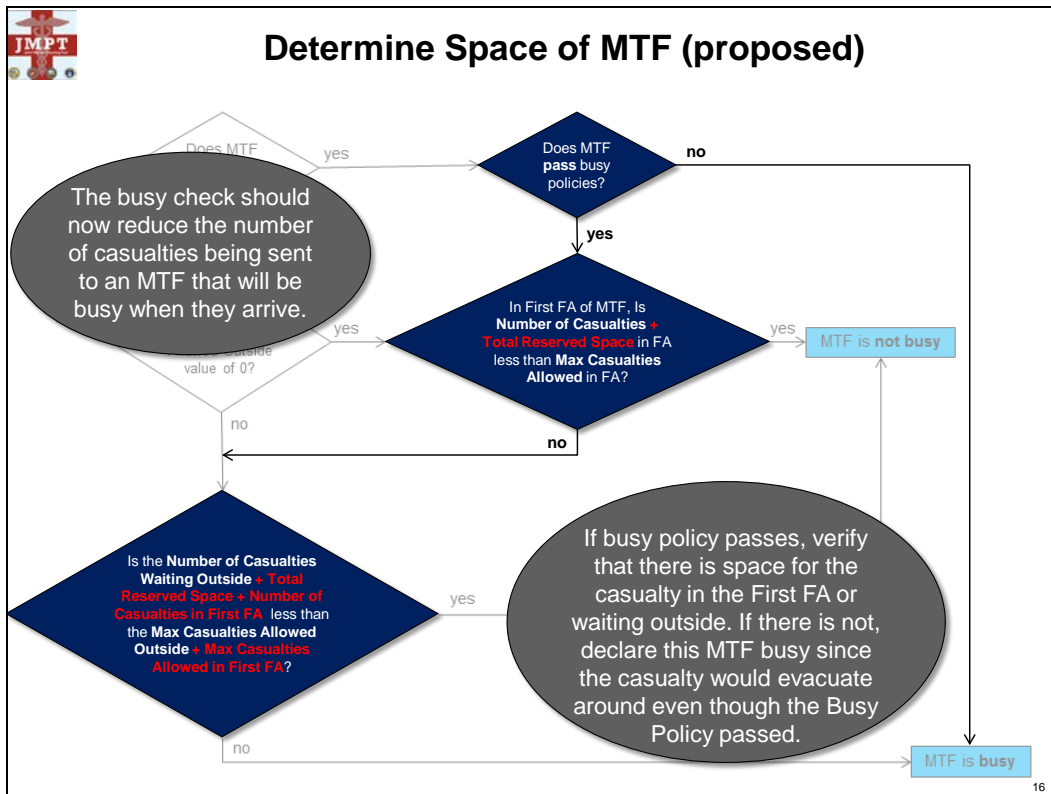 JMPT
Determine Space of MTF (proposed)
Does MTF
yes
Does MTF
pass busy
policies?
no
The busy check should
now reduce the number
of casualties being sent
to an MTF that will be
busy when they arrive.
yes
value of 0?
yes
In First FA of MTF, Is
Number of Casualties +
Total Reserved Space in FA
less than Max Casualties
Allowed in FA?
yes
MTF is not busy
no
no
Is the Number of Casualties
Waiting Outside + Total
Reserved Space + Number of
Casualties in First FA less than
the Max Casualties Allowed
Outside + Max Casualties
Allowed in First FA?
yes
If busy policy passes, verify
that there is space for the
casualty in the First FA or
waiting outside. If there is not,
declare this MTF busy since
the casualty would evacuate
around even though the Busy
Policy passed.
no
MTF is busy
16